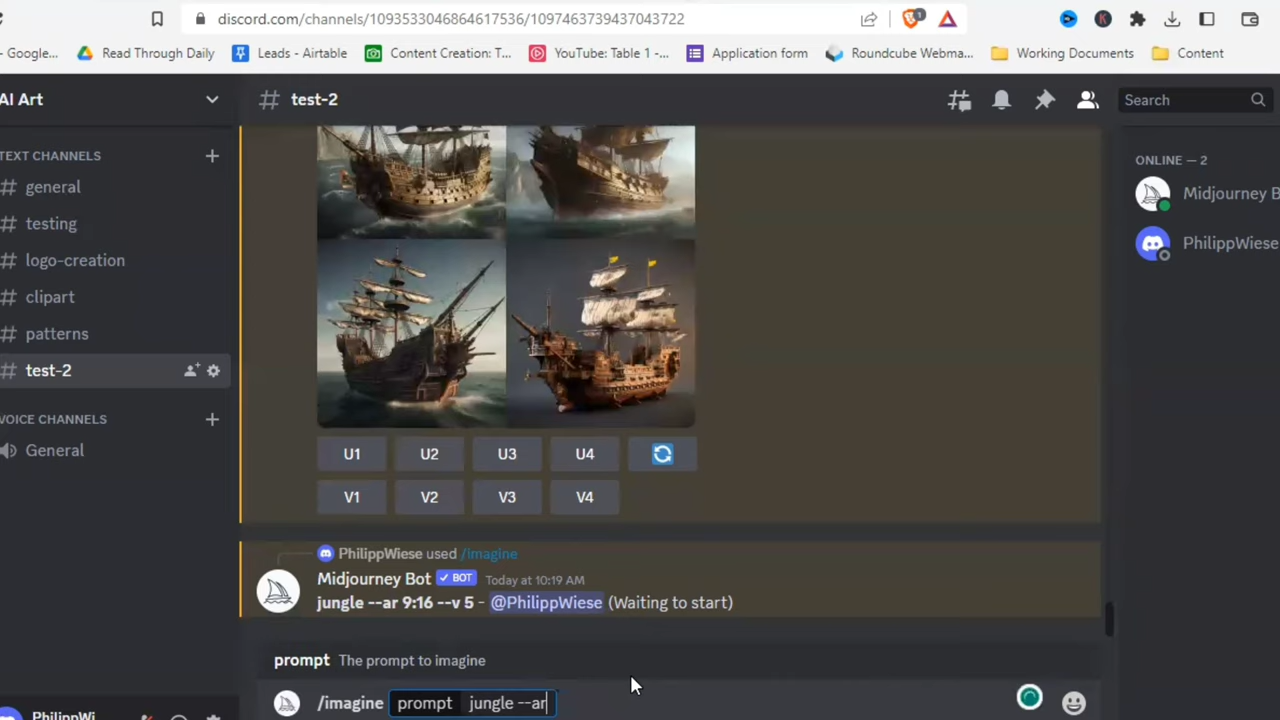 discord.com/channels/1093533046864617536/1097463739437043722
1
K
- Google... Read Through Daily Leads - Airtable Content Creation: T... YouTube: Table 1 -... Application form Roundcube Webma... Working Documents Content
AI Art
# test-2
Search
TEXT CHANNELS
# general
# testing
# logo-creation
# clipart
# patterns
# test-2
VOICE CHANNELS
General
PhilippWi
U1 U2 U3 U4
V1 V2 V3 V4
PhilippWiese used /imagine
Midjourney Bot ✓ BOT Today at 10:19 AM
jungle --ar 9:16 --v 5 - @PhilippWiese (Waiting to start)
prompt The prompt to imagine
/imagine prompt jungle --ar
ONLINE — 2
Midjourney B
PhilippWiese